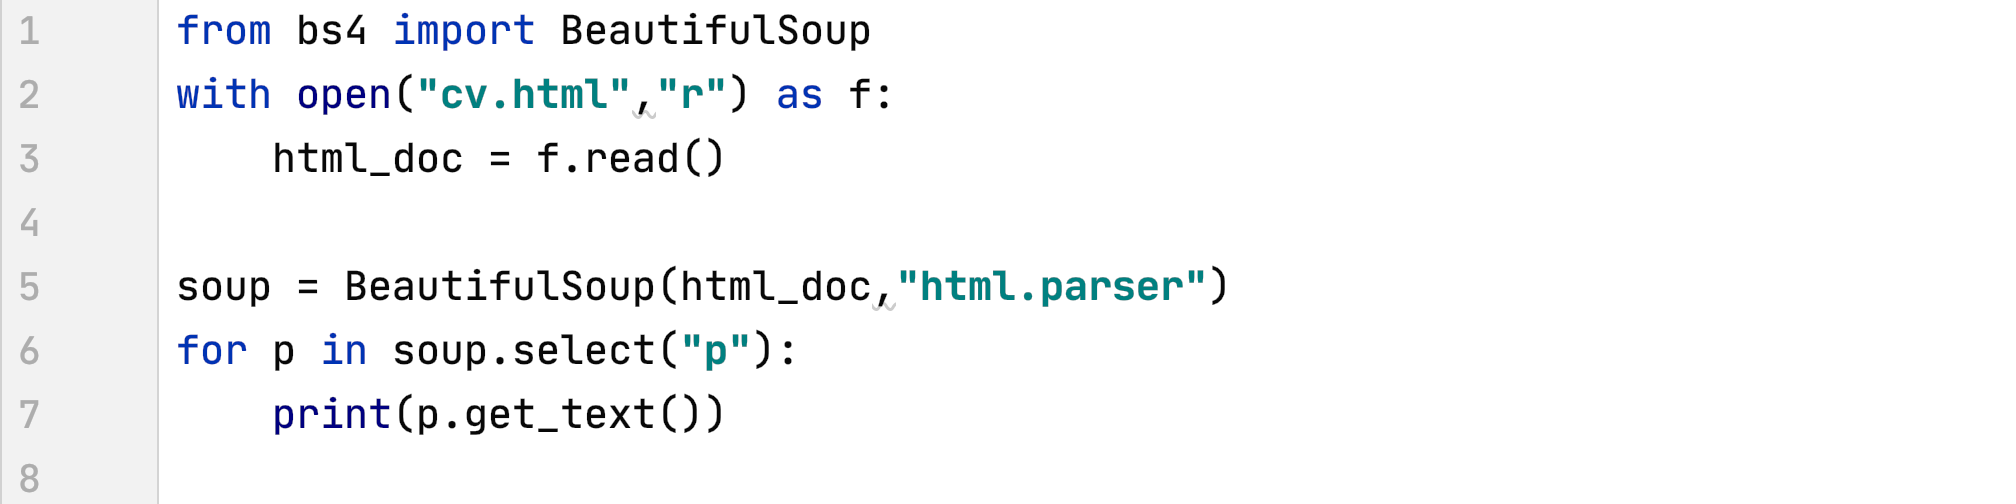 1 from bs4 import BeautifulSoup
2 with open("cv.html","r") as f:
3     html_doc = f.read()
4
5 soup = BeautifulSoup(html_doc,"html.parser")
6 for p in soup.select("p"):
7     print(p.get_text())
8